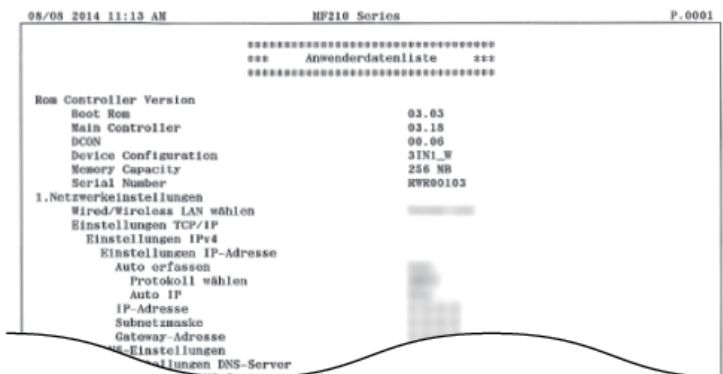 08/08 2014 11:13 AM MF210 Series P.0001
***********************************
*** Anwenderdatenliste ***
***********************************
Rom Controller Version
Boot Rom 03.03
Main Controller 03.18
DCON 00.06
Device Configuration 3IN1_W
Memory Capacity 256 MB
Serial Number RWR00103
1.Netzwerkeinstellungen
Wired/Wireless LAN wählen
Einstellungen TCP/IP
Einstellungen IPv4
Einstellungen IP-Adresse
Auto erfassen
Protokoll wählen
Auto IP
IP-Adresse
Subnetzmaske
Gateway-Adresse
-Einstellungen
DNS-Server